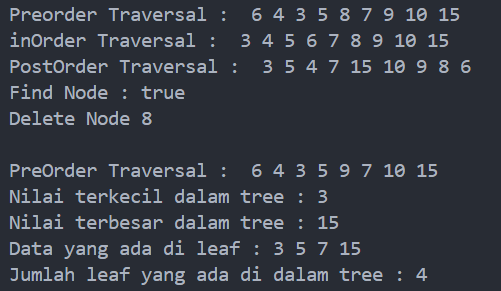 Preorder Traversal :  6 4 3 5 8 7 9 10 15
inOrder Traversal :  3 4 5 6 7 8 9 10 15
PostOrder Traversal :  3 5 4 7 15 10 9 8 6
Find Node : true
Delete Node 8

PreOrder Traversal :  6 4 3 5 9 7 10 15
Nilai terkecil dalam tree : 3
Nilai terbesar dalam tree : 15
Data yang ada di leaf : 3 5 7 15
Jumlah leaf yang ada di dalam tree : 4